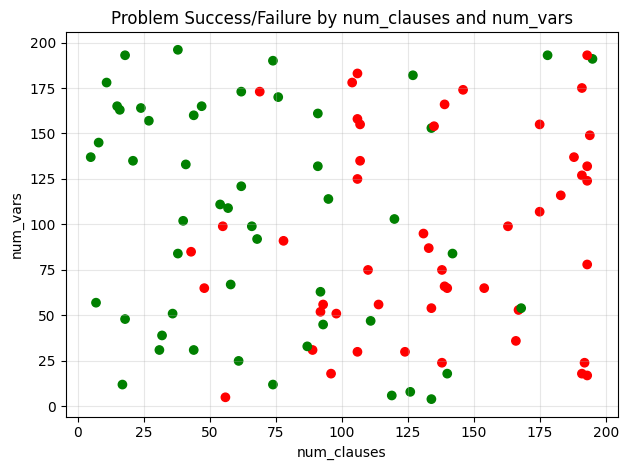 Problem Success/Failure by num_clauses and num_vars
200
175
150
125
100
75
50
25
0
num_vars
0 25 50 75 100 125 150 175 200
num_clauses